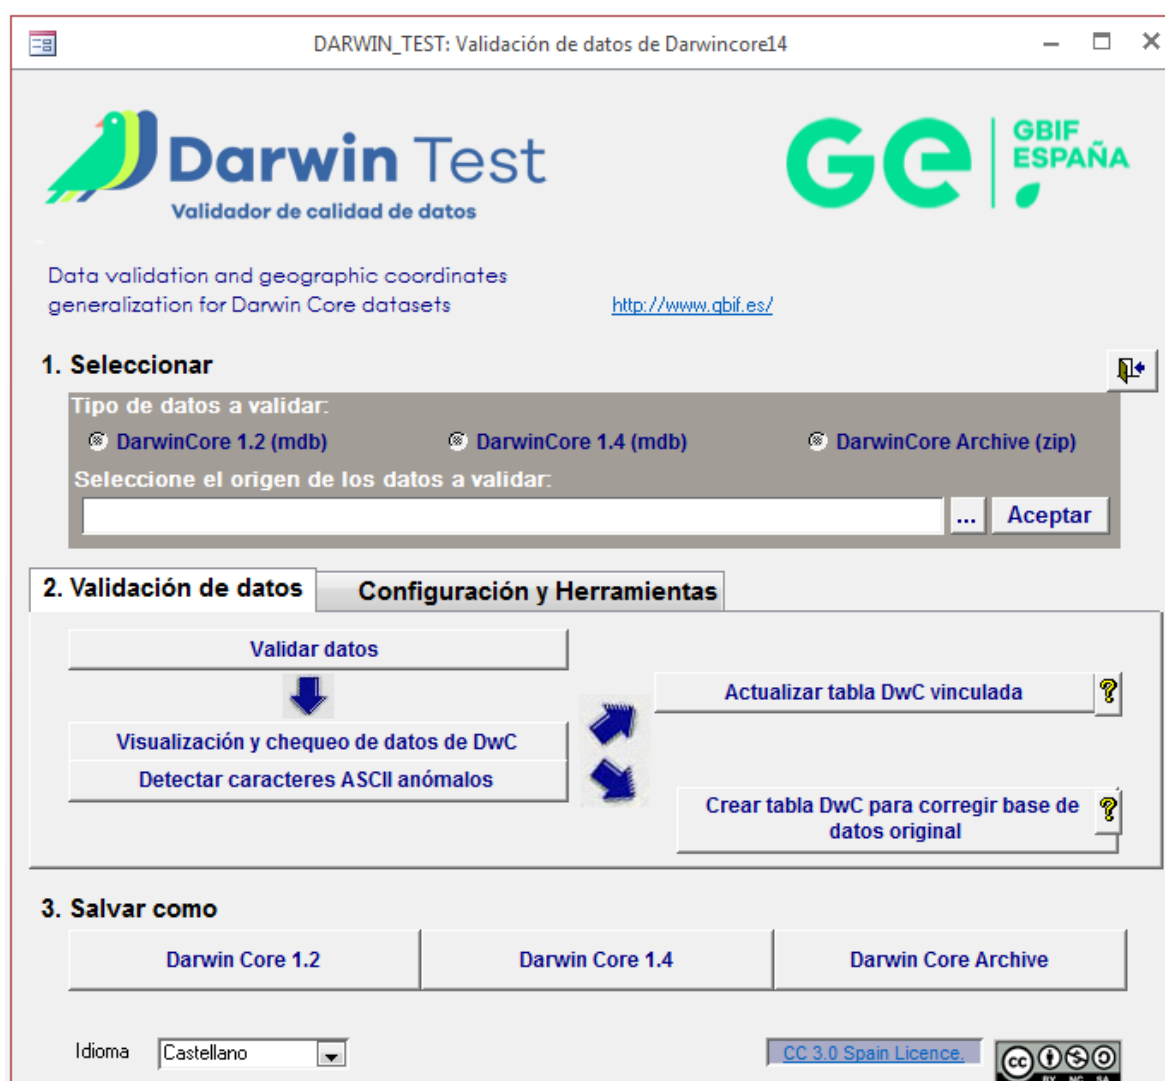 DARWIN_TEST: Validación de datos de Darwincore14
Darwin Test
Validador de calidad de datos
Ge
GBIF
ESPAÑA
Data validation and geographic coordinates
generalization for Darwin Core datasets
http://www.gbif.es/
1. Seleccionar
Tipo de datos a validar:
DarwinCore 1.2 (mdb)
DarwinCore 1.4 (mdb)
DarwinCore Archive (zip)
Seleccione el origen de los datos a validar:
...
Aceptar
2. Validación de datos
Configuración y Herramientas
Validar datos
Visualización y chequeo de datos de DwC
Detectar caracteres ASCII anómalos
Actualizar tabla DwC vinculada
?
Crear tabla DwC para corregir base de
datos original
?
3. Salvar como
Darwin Core 1.2
Darwin Core 1.4
Darwin Core Archive
Idioma
Castellano
CC 3.0 Spain Licence.
cc
BY NC SA